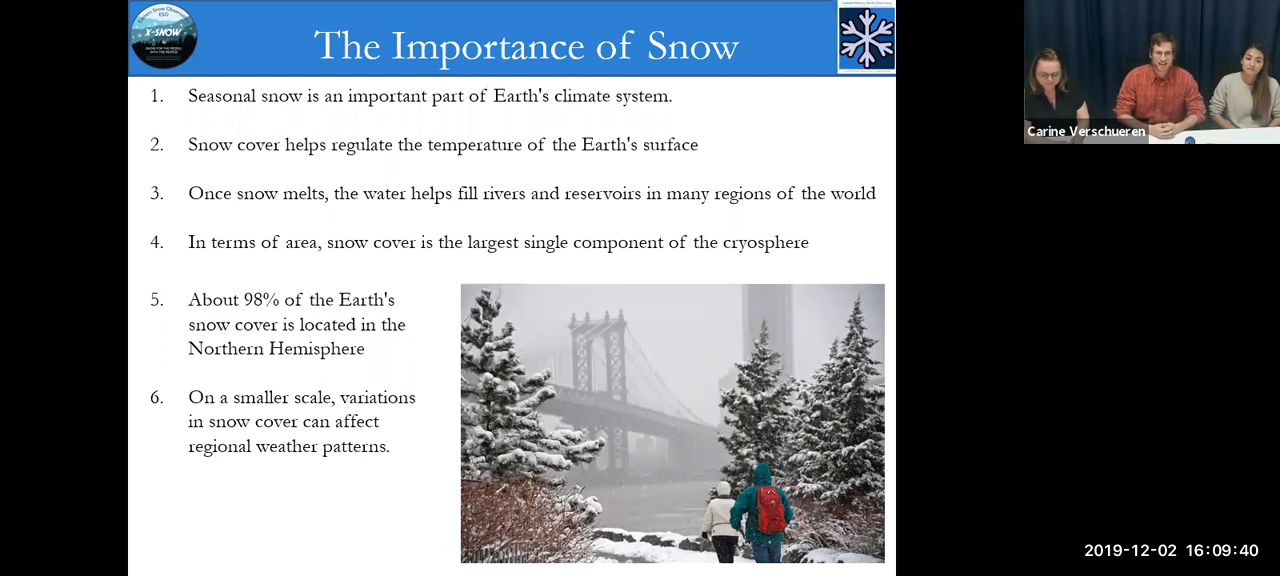 X-SNOW
The Importance of Snow
1. Seasonal snow is an important part of Earth's climate system.
2. Snow cover helps regulate the temperature of the Earth's surface
3. Once snow melts, the water helps fill rivers and reservoirs in many regions of the world
4. In terms of area, snow cover is the largest single component of the cryosphere
5. About 98% of the Earth's
snow cover is located in the
Northern Hemisphere
6. On a smaller scale, variations
in snow cover can affect
regional weather patterns.
Carine Verschueren
2019-12-02 16:09:40